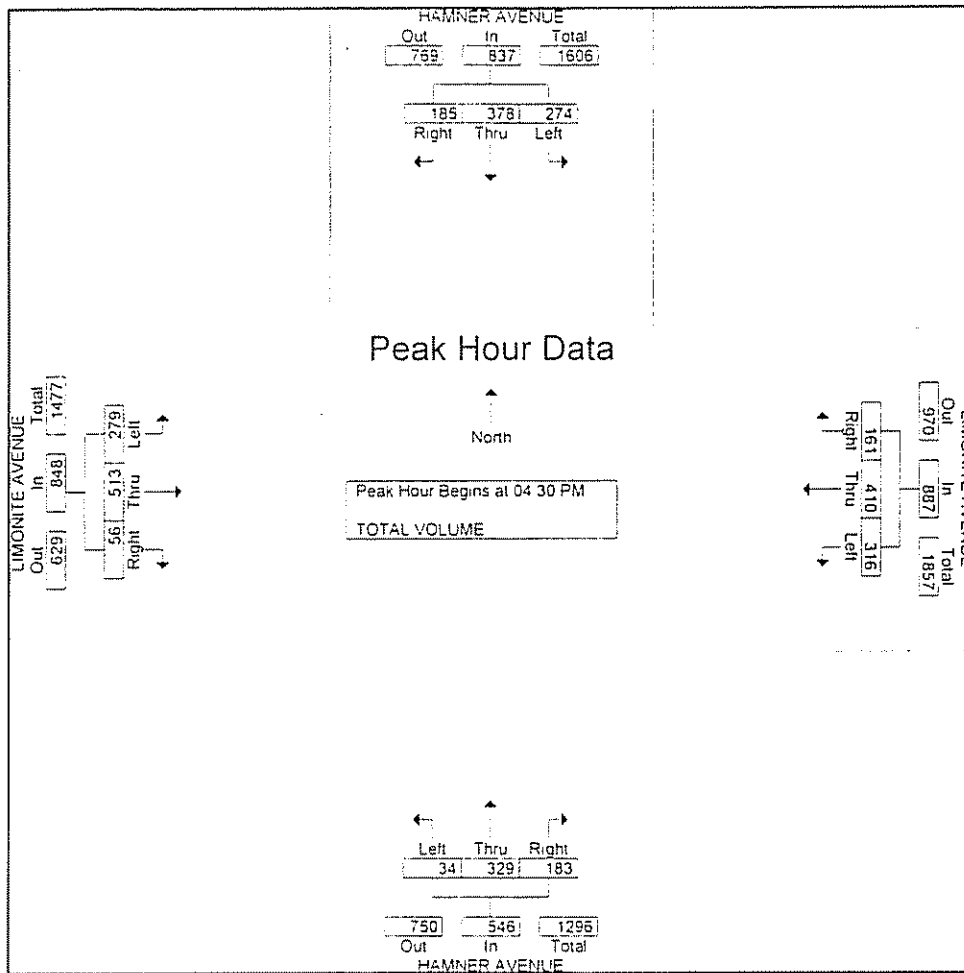 HAMNER AVENUE
Out In Total
769 837 1606
185 378 274
Right Thru Left
Peak Hour Data
North
Peak Hour Begins at 04 30 PM
TOTAL VOLUME
LIMONITE AVENUE
Out In Total
629 848 1477
Right Thru Left
56 513 279
Out In Total
970 887 1857
161 410 316
Right Thru Left
Left Thru Right
34 329 183
750 546 1296
Out In Total
HAMNER AVENUE